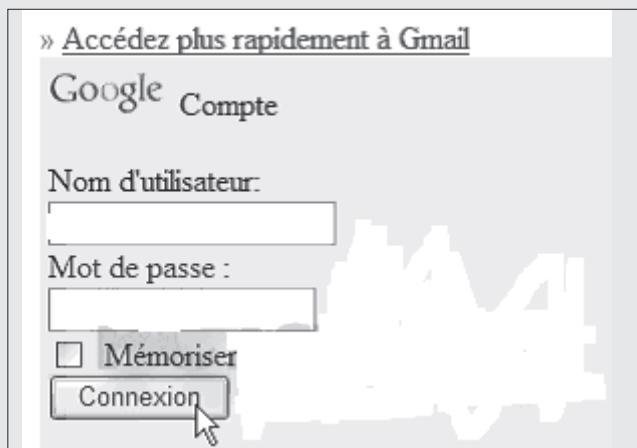 » Accédez plus rapidement à Gmail
Google Compte
Nom d'utilisateur:
Mot de passe :
Mémoriser
Connexion